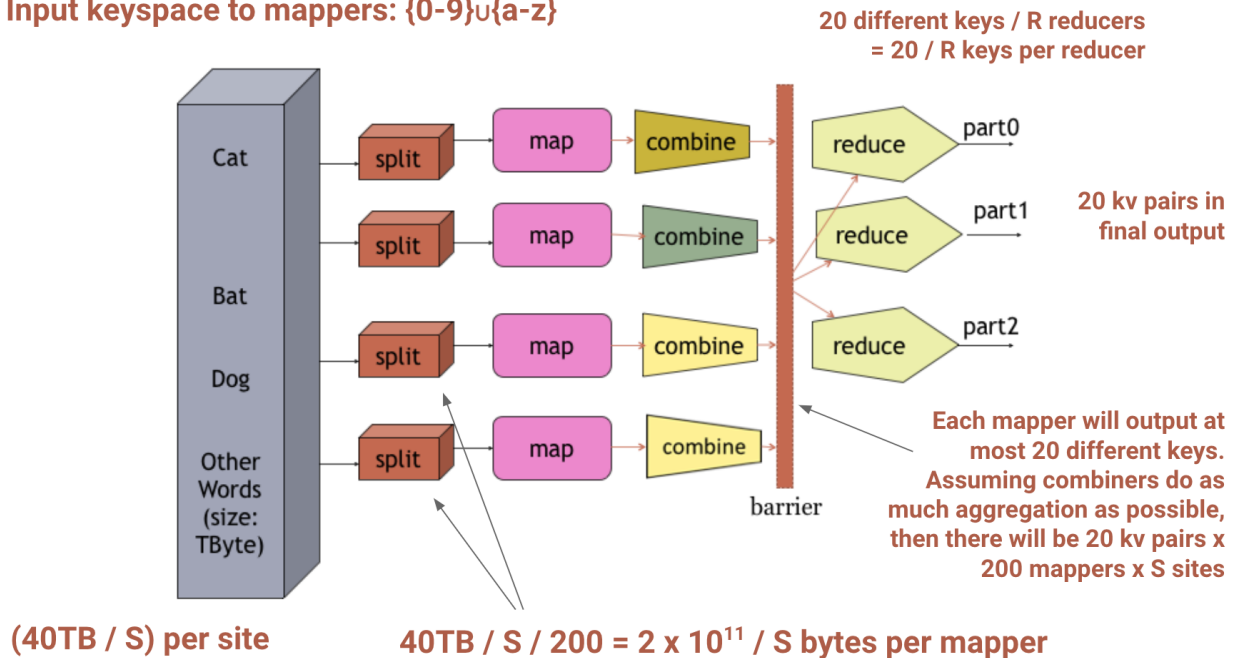 Input keyspace to mappers: {0-9}∪{a-z}
20 different keys / R reducers
= 20 / R keys per reducer
Cat
Bat
Dog
Other
Words
(size:
TByte)
split
map
combine
split
map
combine
split
map
combine
split
map
combine
barrier
reduce
part0
reduce
part1
reduce
part2
20 kv pairs in
final output
Each mapper will output at
most 20 different keys.
Assuming combiners do as
much aggregation as possible,
then there will be 20 kv pairs x
200 mappers x S sites
(40TB / S) per site
40TB / S / 200 = 2 x 10¹¹ / S bytes per mapper